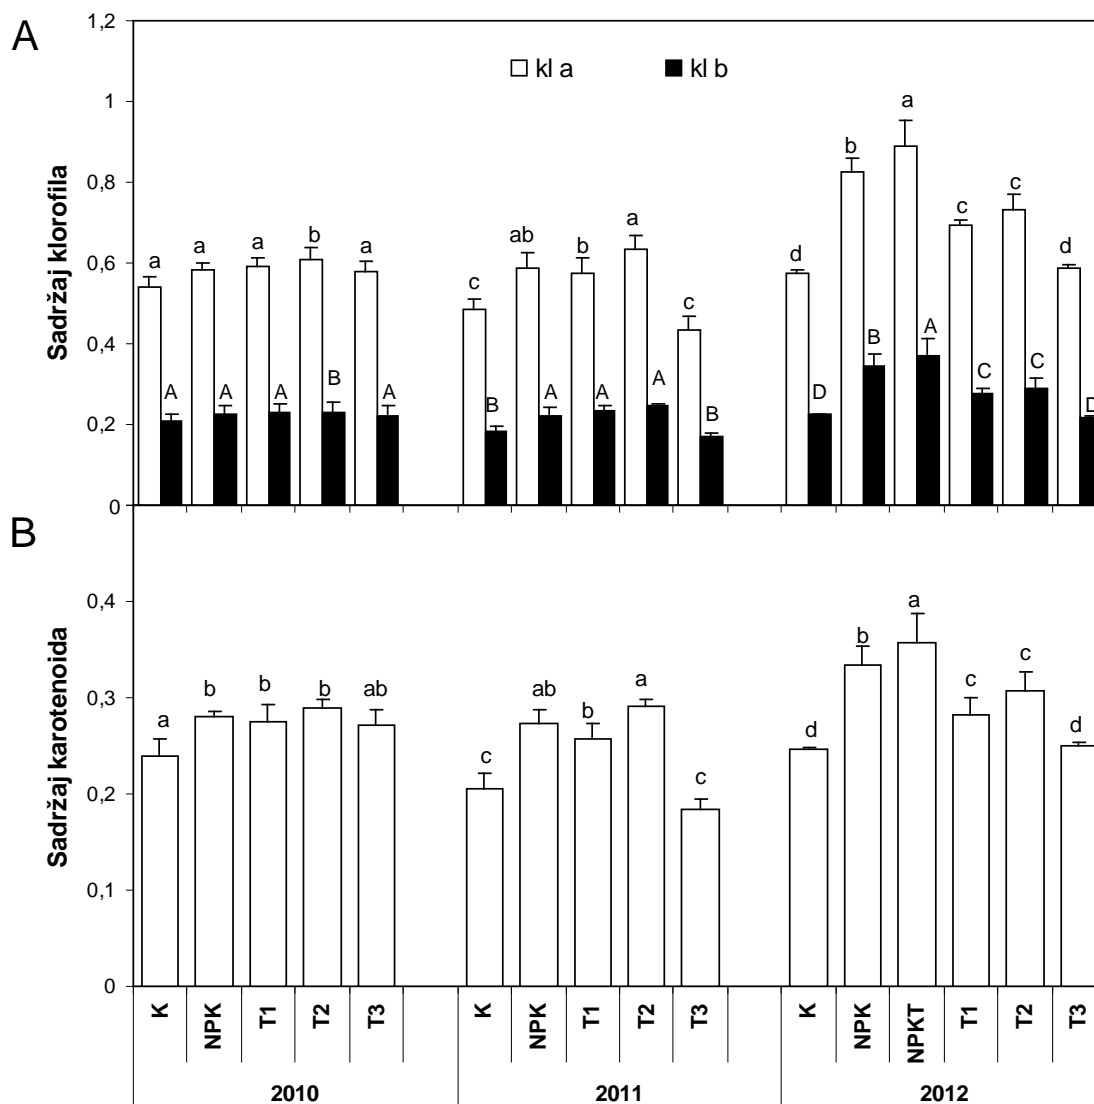 A
1,2
kl a kl b
1
0,8
0,6
0,4
0,2
0
Sadržaj klorofila
a a a b a
A A A B A
c ab b a c
B A A A B
d b a c c d
D B A C C D
B
0,4
0,3
0,2
0,1
0
Sadržaj karotenoida
a b b b ab
c ab b a c
d b a c c d
K NPK T1 T2 T3 K NPK T1 T2 T3 K NPK NPKT T1 T2 T3
2010 2011 2012